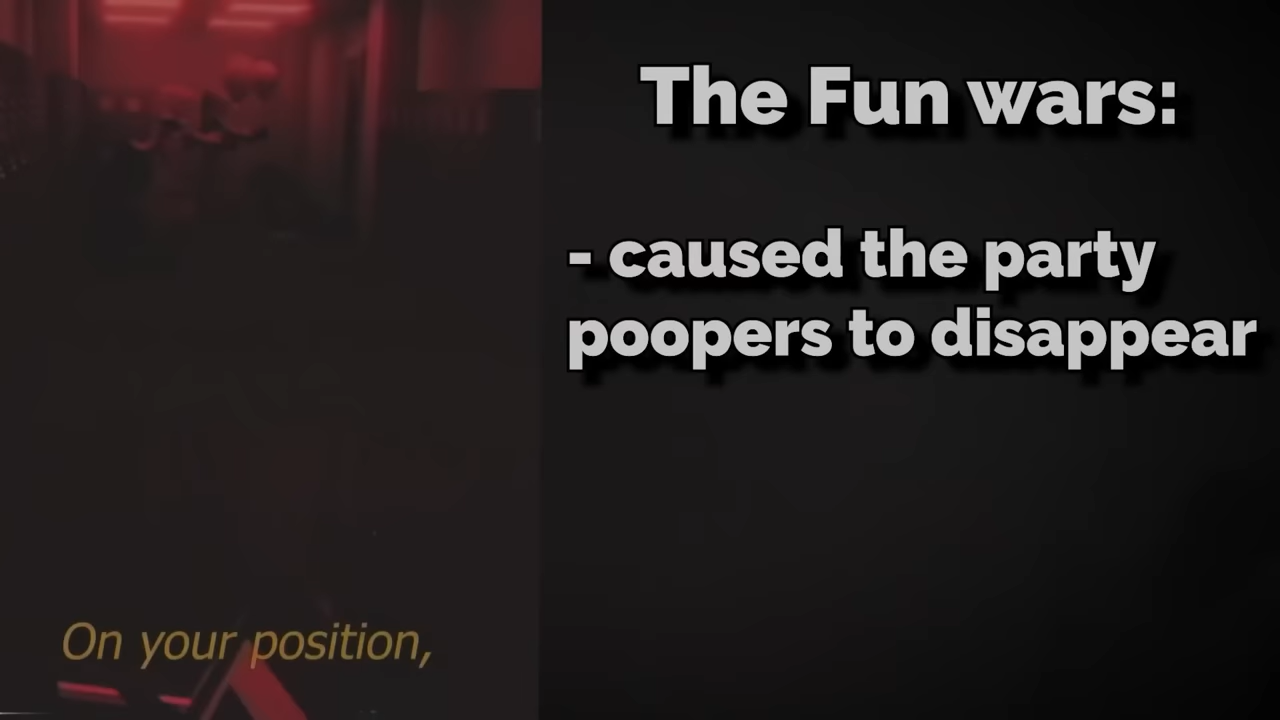 The Fun wars:
- caused the party
poopers to disappear
On your position,